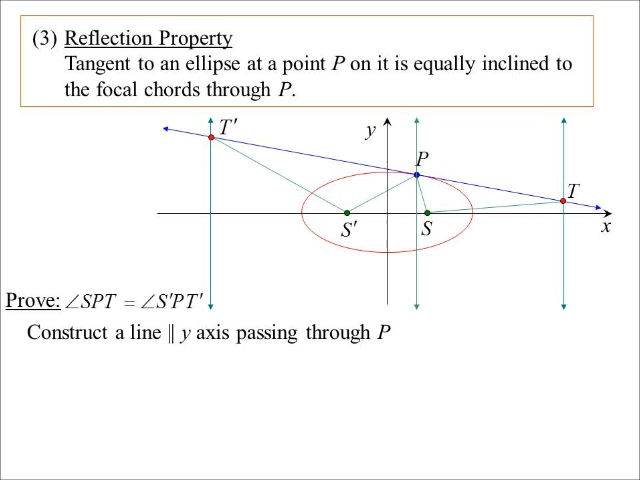 (3) Reflection Property
Tangent to an ellipse at a point P on it is equally inclined to
the focal chords through P.
T′
y
P
T
S′
S
x
Prove: ∠SPT = ∠S′PT′
Construct a line || y axis passing through P